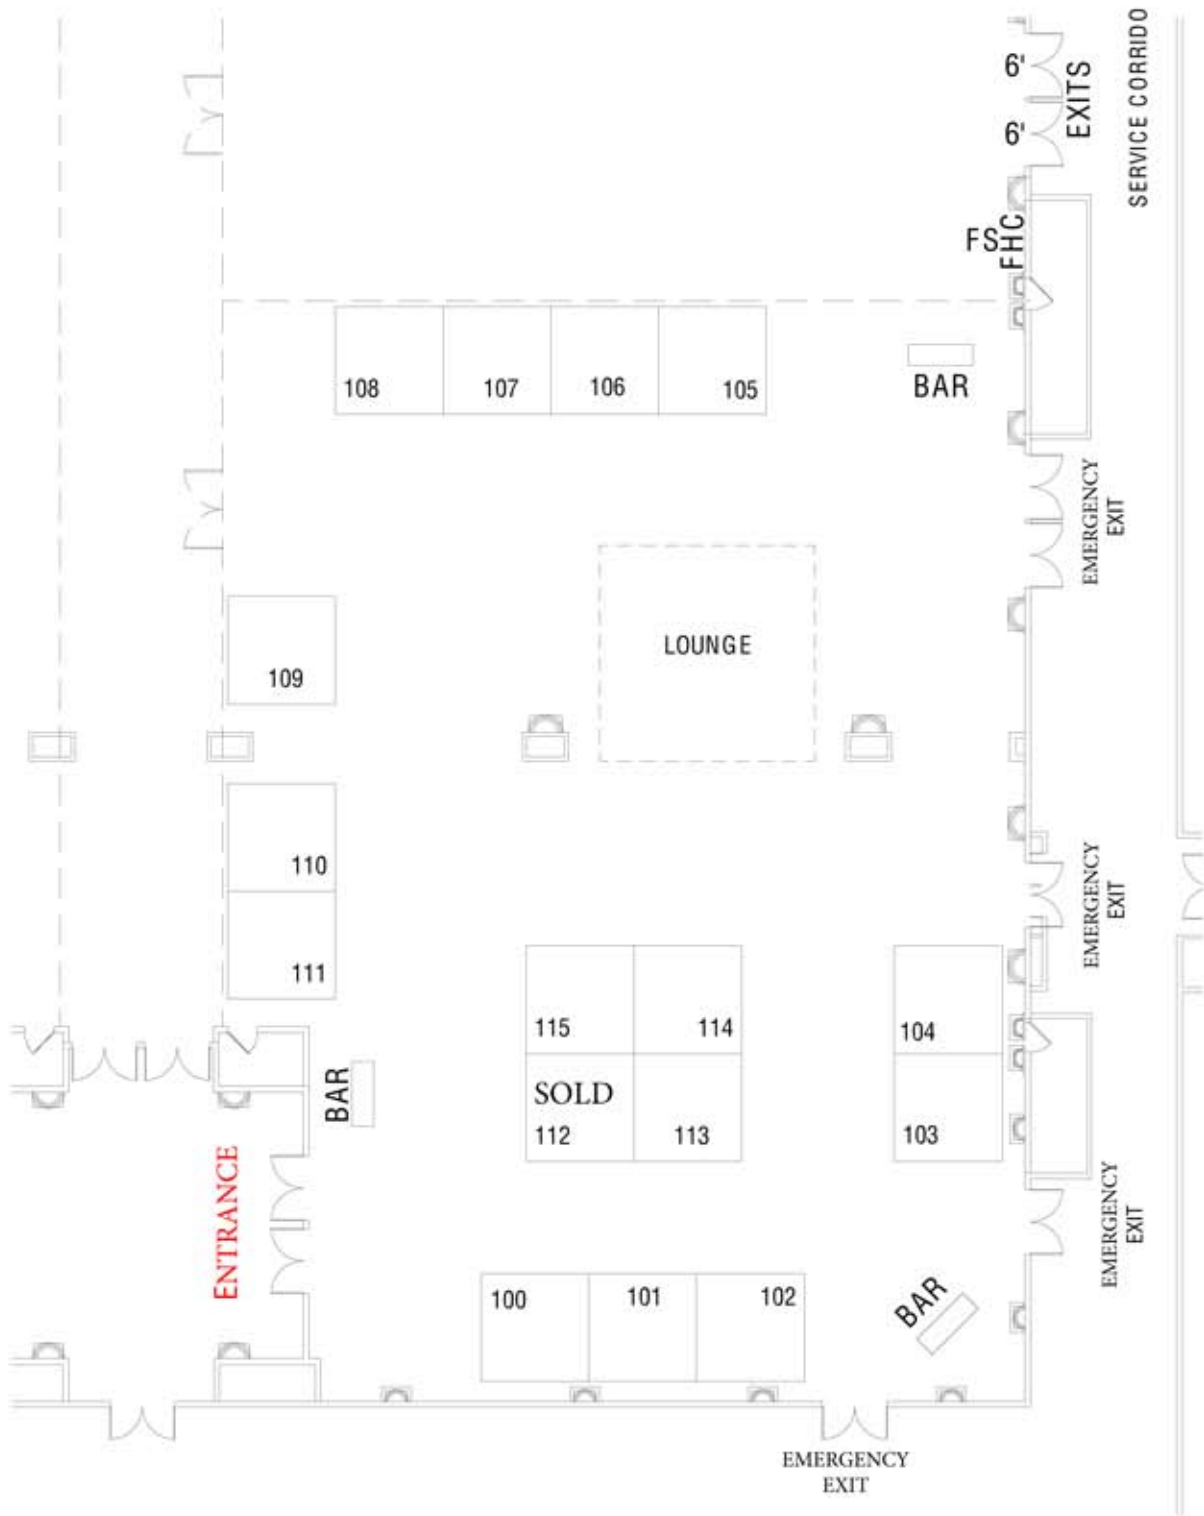 SERVICE CORRIDO
6'
EXITS
6'
FS
FHC
108
107
106
105
BAR
EMERGENCY
EXIT
LOUNGE
109
110
111
EMERGENCY
EXIT
115
114
104
SOLD
112
113
103
BAR
ENTRANCE
EMERGENCY
EXIT
100
101
102
BAR
EMERGENCY
EXIT